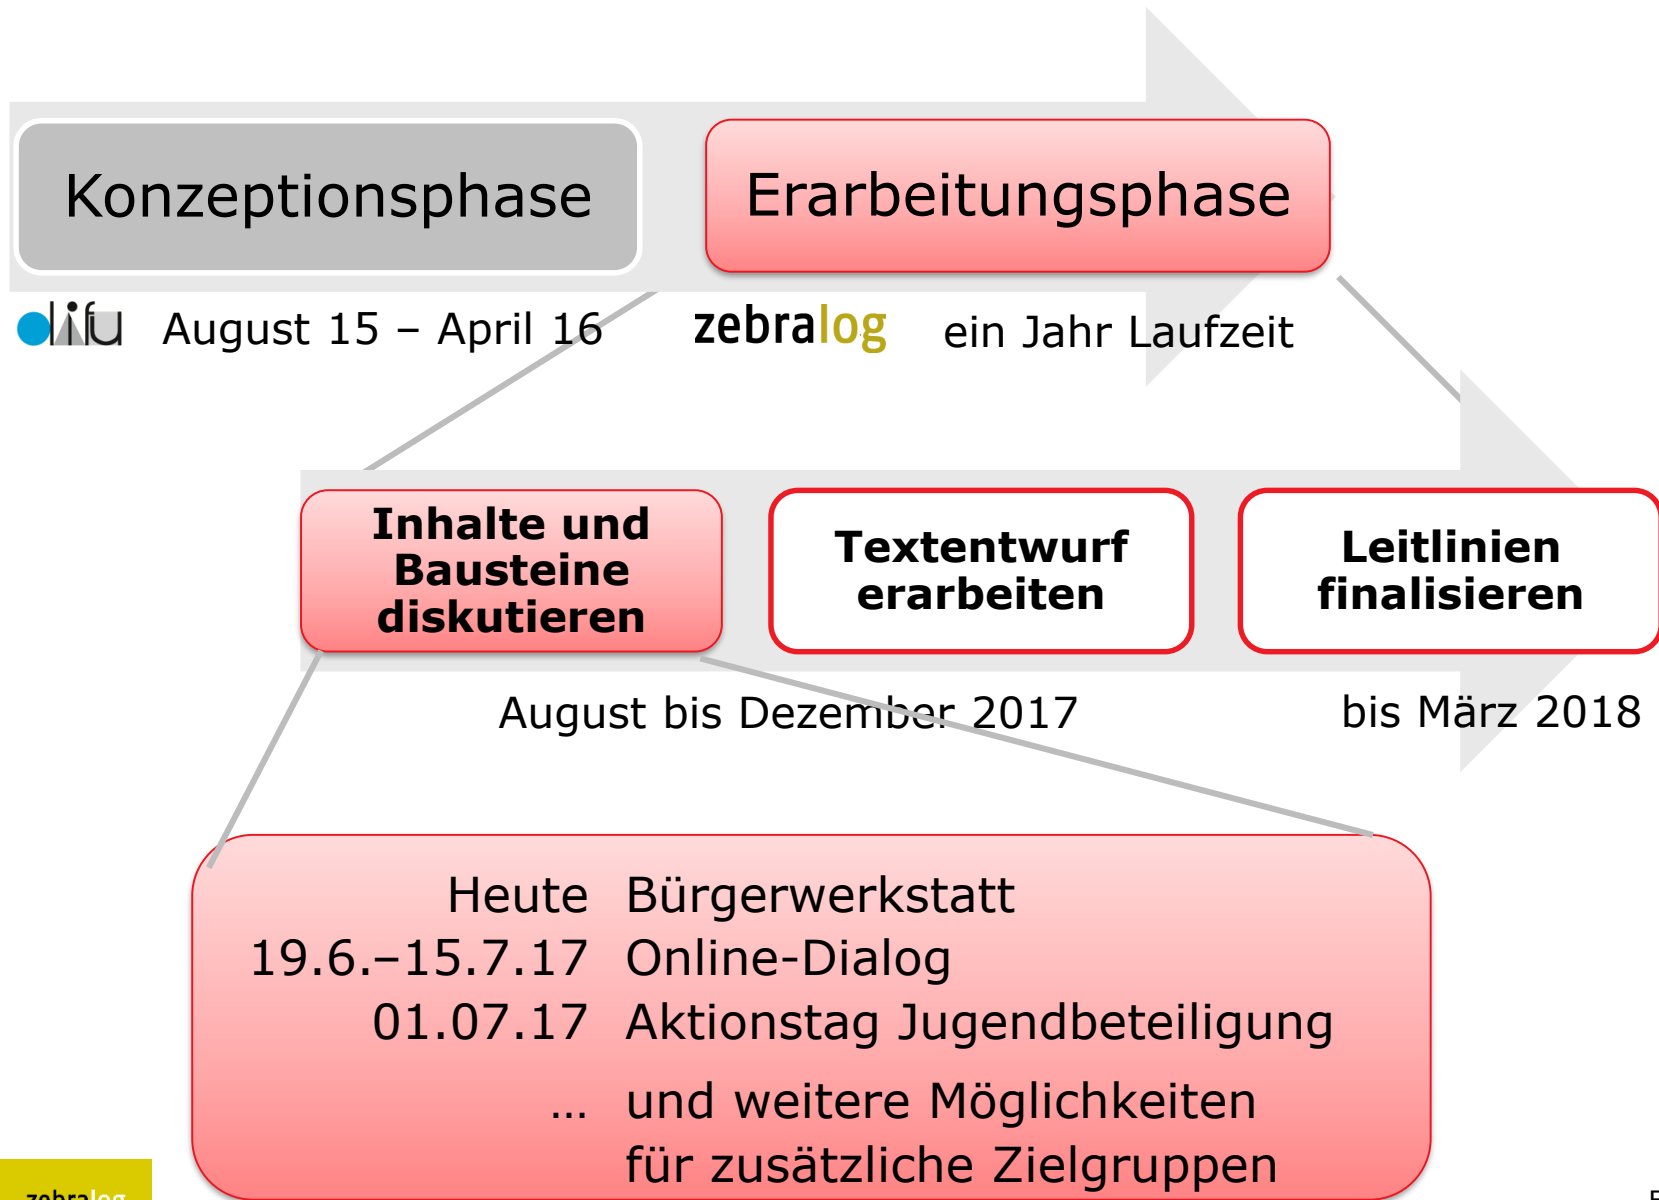 Konzeptionsphase
Erarbeitungsphase
difu August 15 – April 16
zebralog ein Jahr Laufzeit
Inhalte und
Bausteine
diskutieren
Textentwurf
erarbeiten
Leitlinien
finalisieren
August bis Dezember 2017
bis März 2018
Heute Bürgerwerkstatt
19.6.–15.7.17 Online-Dialog
01.07.17 Aktionstag Jugendbeteiligung
… und weitere Möglichkeiten
für zusätzliche Zielgruppen
zebralog